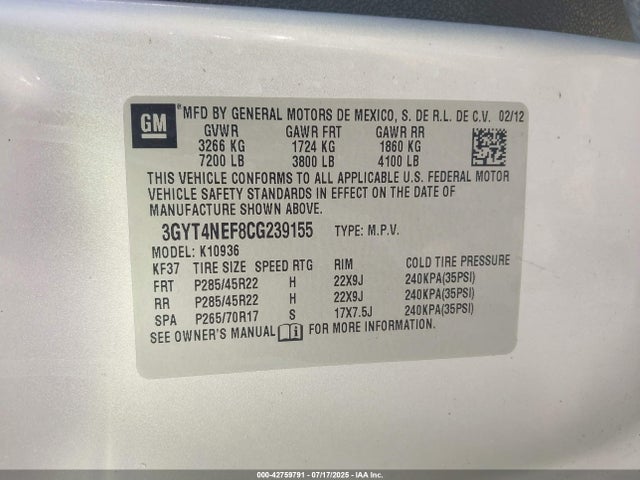 GM
® MFD BY GENERAL MOTORS DE MEXICO, S. DE R.L. DE C.V. 02/12
GVWR GAWR FRT GAWR RR
3266 KG 1724 KG 1860 KG
7200 LB 3800 LB 4100 LB
THIS VEHICLE CONFORMS TO ALL APPLICABLE U.S. FEDERAL MOTOR
VEHICLE SAFETY STANDARDS IN EFFECT ON THE DATE OF
MANUFACTURE SHOWN ABOVE.
3GYT4NEF8CG239155 TYPE: M.P.V.
MODEL: K10936
KF37 TIRE SIZE SPEED RTG RIM COLD TIRE PRESSURE
FRT P285/45R22 H 22X9J 240KPA(35PSI)
RR P285/45R22 H 22X9J 240KPA(35PSI)
SPA P265/70R17 S 17X7.5J 240KPA(35PSI)
SEE OWNER'S MANUAL FOR MORE INFORMATION.
000-42759791 - 07/17/2025 - IAA Inc.